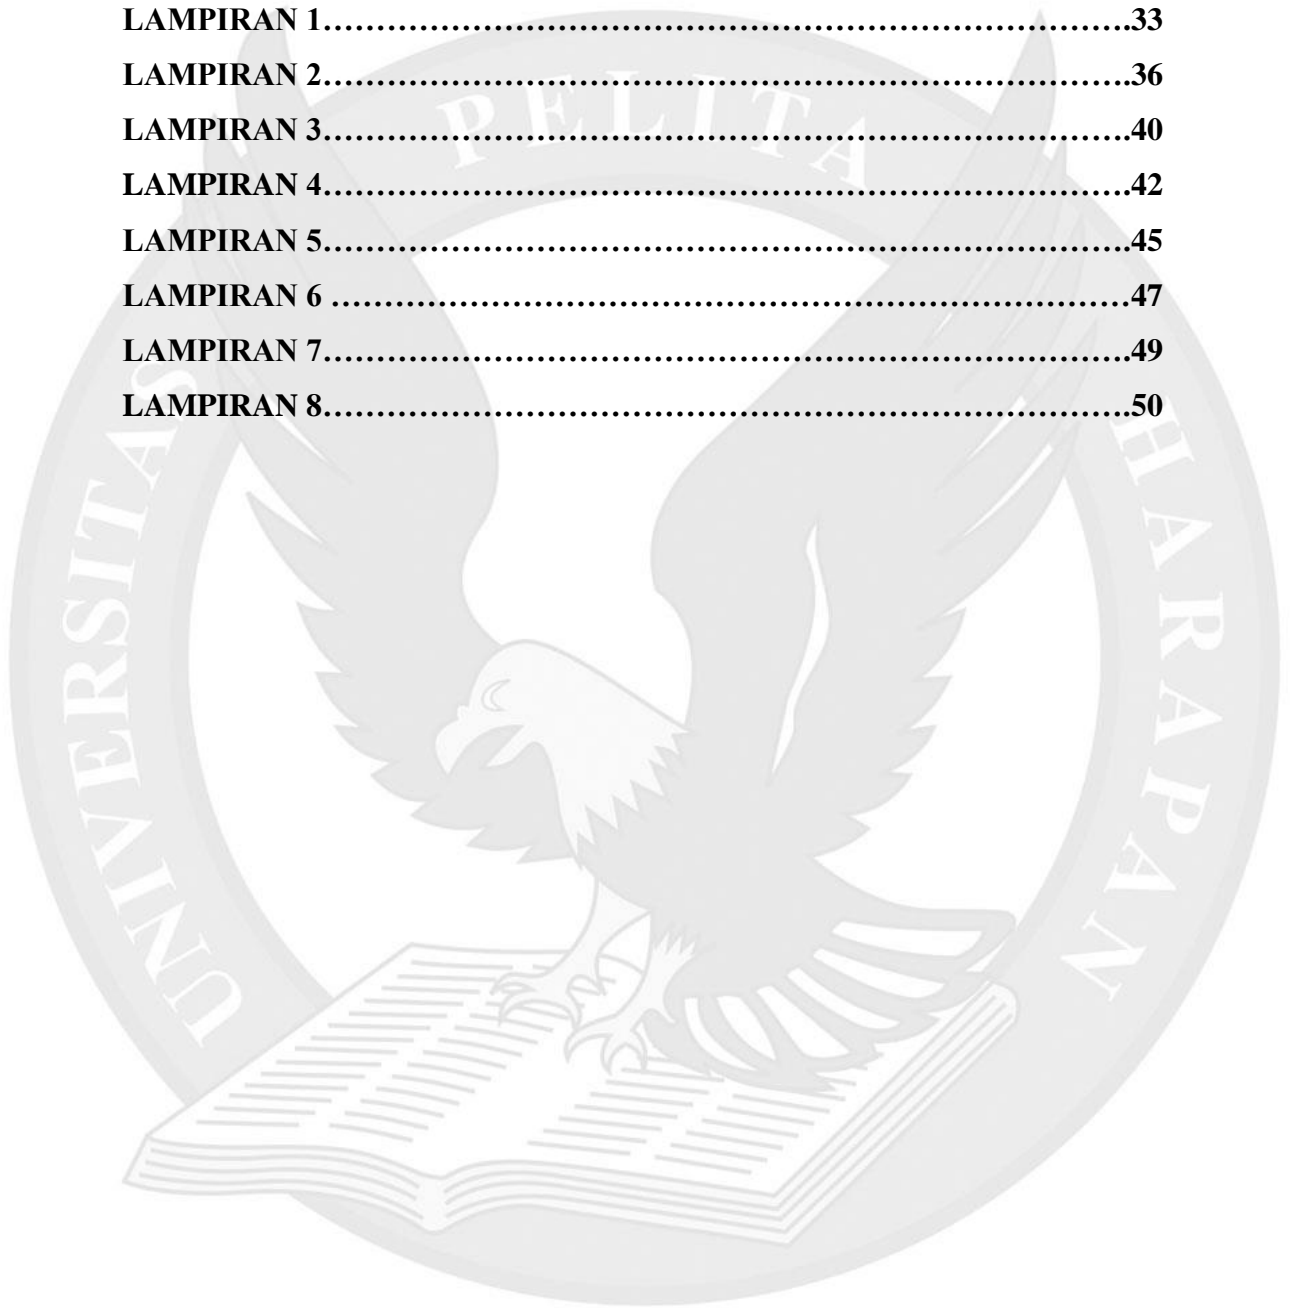 LAMPIRAN 1……………………………………………………………………….33
LAMPIRAN 2……………………………………………………………………….36
LAMPIRAN 3……………………………………………………………………….40
LAMPIRAN 4……………………………………………………………………….42
LAMPIRAN 5……………………………………………………………………….45
LAMPIRAN 6 ………………………………………………………………………47
LAMPIRAN 7……………………………………………………………………….49
LAMPIRAN 8……………………………………………………………………….50
UNIVERSITAS PELITA HARAPAN